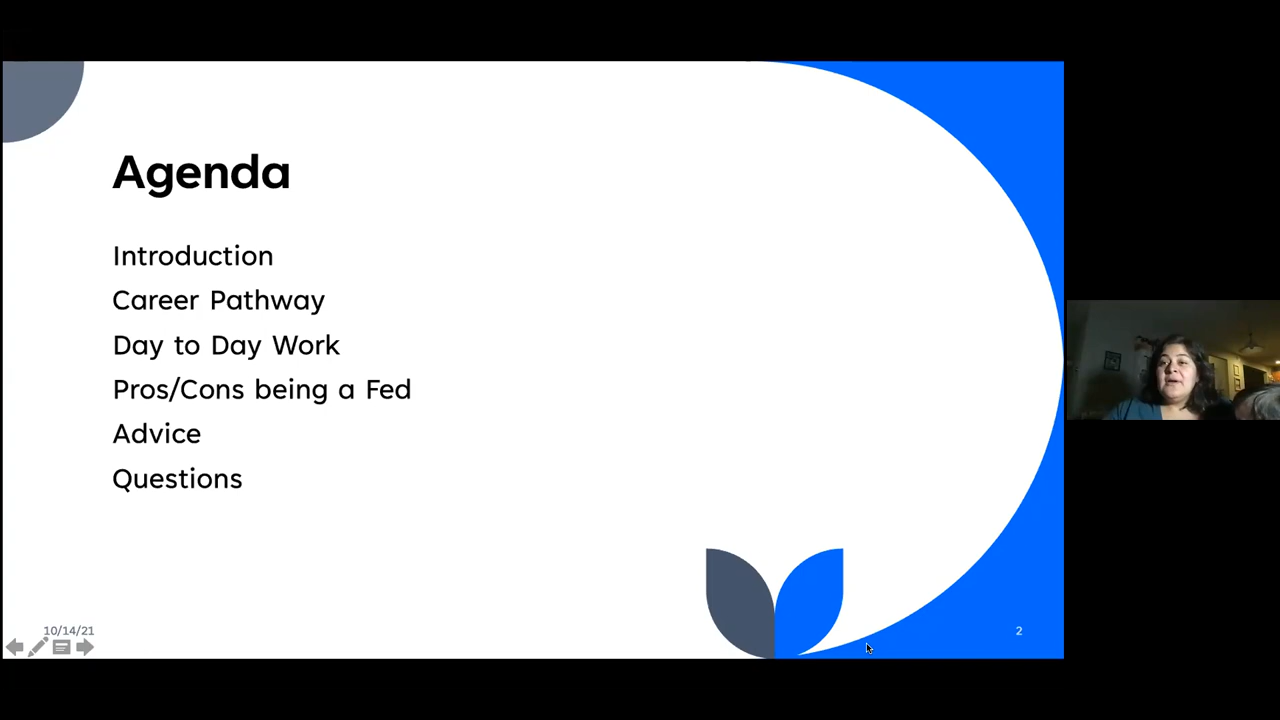 Agenda
Introduction
Career Pathway
Day to Day Work
Pros/Cons being a Fed
Advice
Questions
10/14/21
2